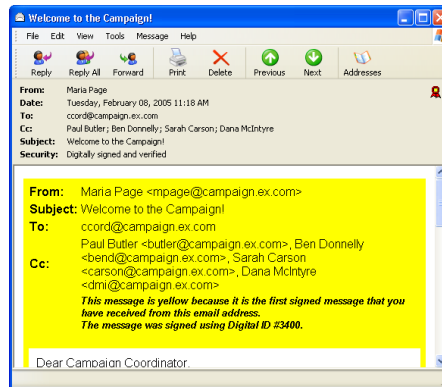 Welcome to the Campaign!
File Edit View Tools Message Help
Reply Reply All Forward Print Delete Previous Next Addresses
From: Maria Page
Date: Tuesday, February 08, 2005 11:18 AM
To: ccord@campaign.ex.com
Cc: Paul Butler; Ben Donnelly; Sarah Carson; Dana McIntyre
Subject: Welcome to the Campaign!
Security: Digitally signed and verified
From: Maria Page <mpage@campaign.ex.com>
Subject: Welcome to the Campaign!
To: ccord@campaign.ex.com
Cc: Paul Butler <butler@campaign.ex.com>, Ben Donnelly
<bend@campaign.ex.com>, Sarah Carson
<carson@campaign.ex.com>, Dana McIntyre
<dmi@campaign.ex.com>
This message is yellow because it is the first signed message that you
have received from this email address.
The message was signed using Digital ID #3400.
Dear Campaign Coordinator,